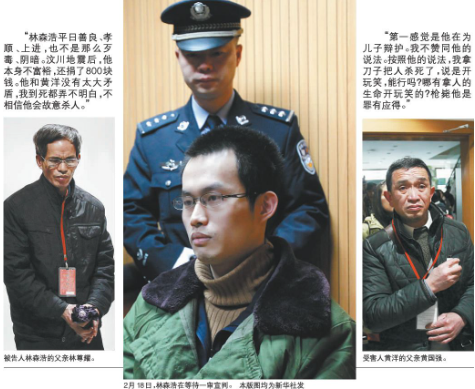 “林森浩平日善良、孝
顺、上进，也不是那么歹
毒、阴暗。汶川地震后，他
本身不富裕，还捐了800块
钱。他和黄洋没有太大矛
盾，我到死都弄不明白，不
相信他会故意杀人。”
“第一感觉是他在为
儿子辩护。我不赞同他的
说法。按照他的说法，我拿
刀子把人杀死了，说是开
玩笑，能行吗？哪有拿人的
生命开玩笑的？枪毙他是
罪有应得。”
被告人林森浩的父亲林尊耀。
2月18日，林森浩在等待一审宣判。 本版图均为新华社发
受害人黄洋的父亲黄国强。